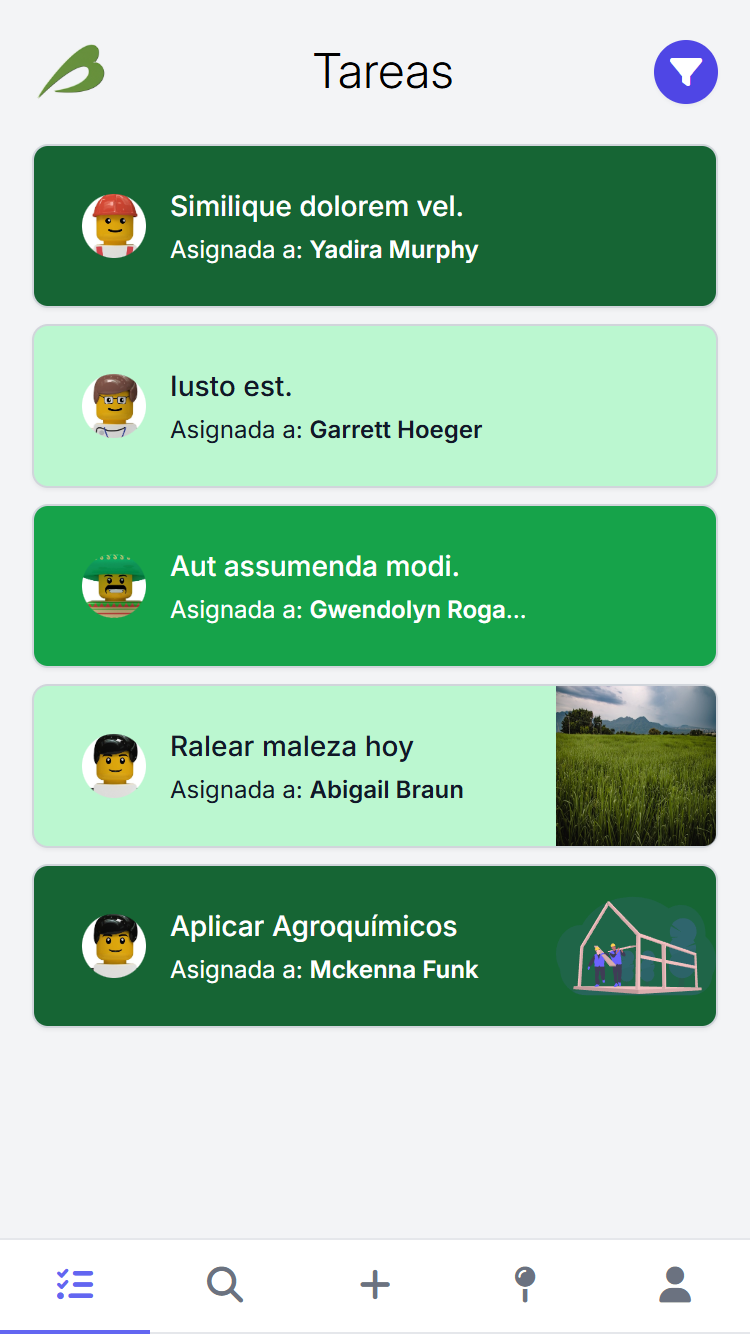 Tareas
Similique dolorem vel.
Asignada a: Yadira Murphy
Iusto est.
Asignada a: Garrett Hoeger
Aut assumenda modi.
Asignada a: Gwendolyn Roga...
Ralear maleza hoy
Asignada a: Abigail Braun
Aplicar Agroquímicos
Asignada a: Mckenna Funk